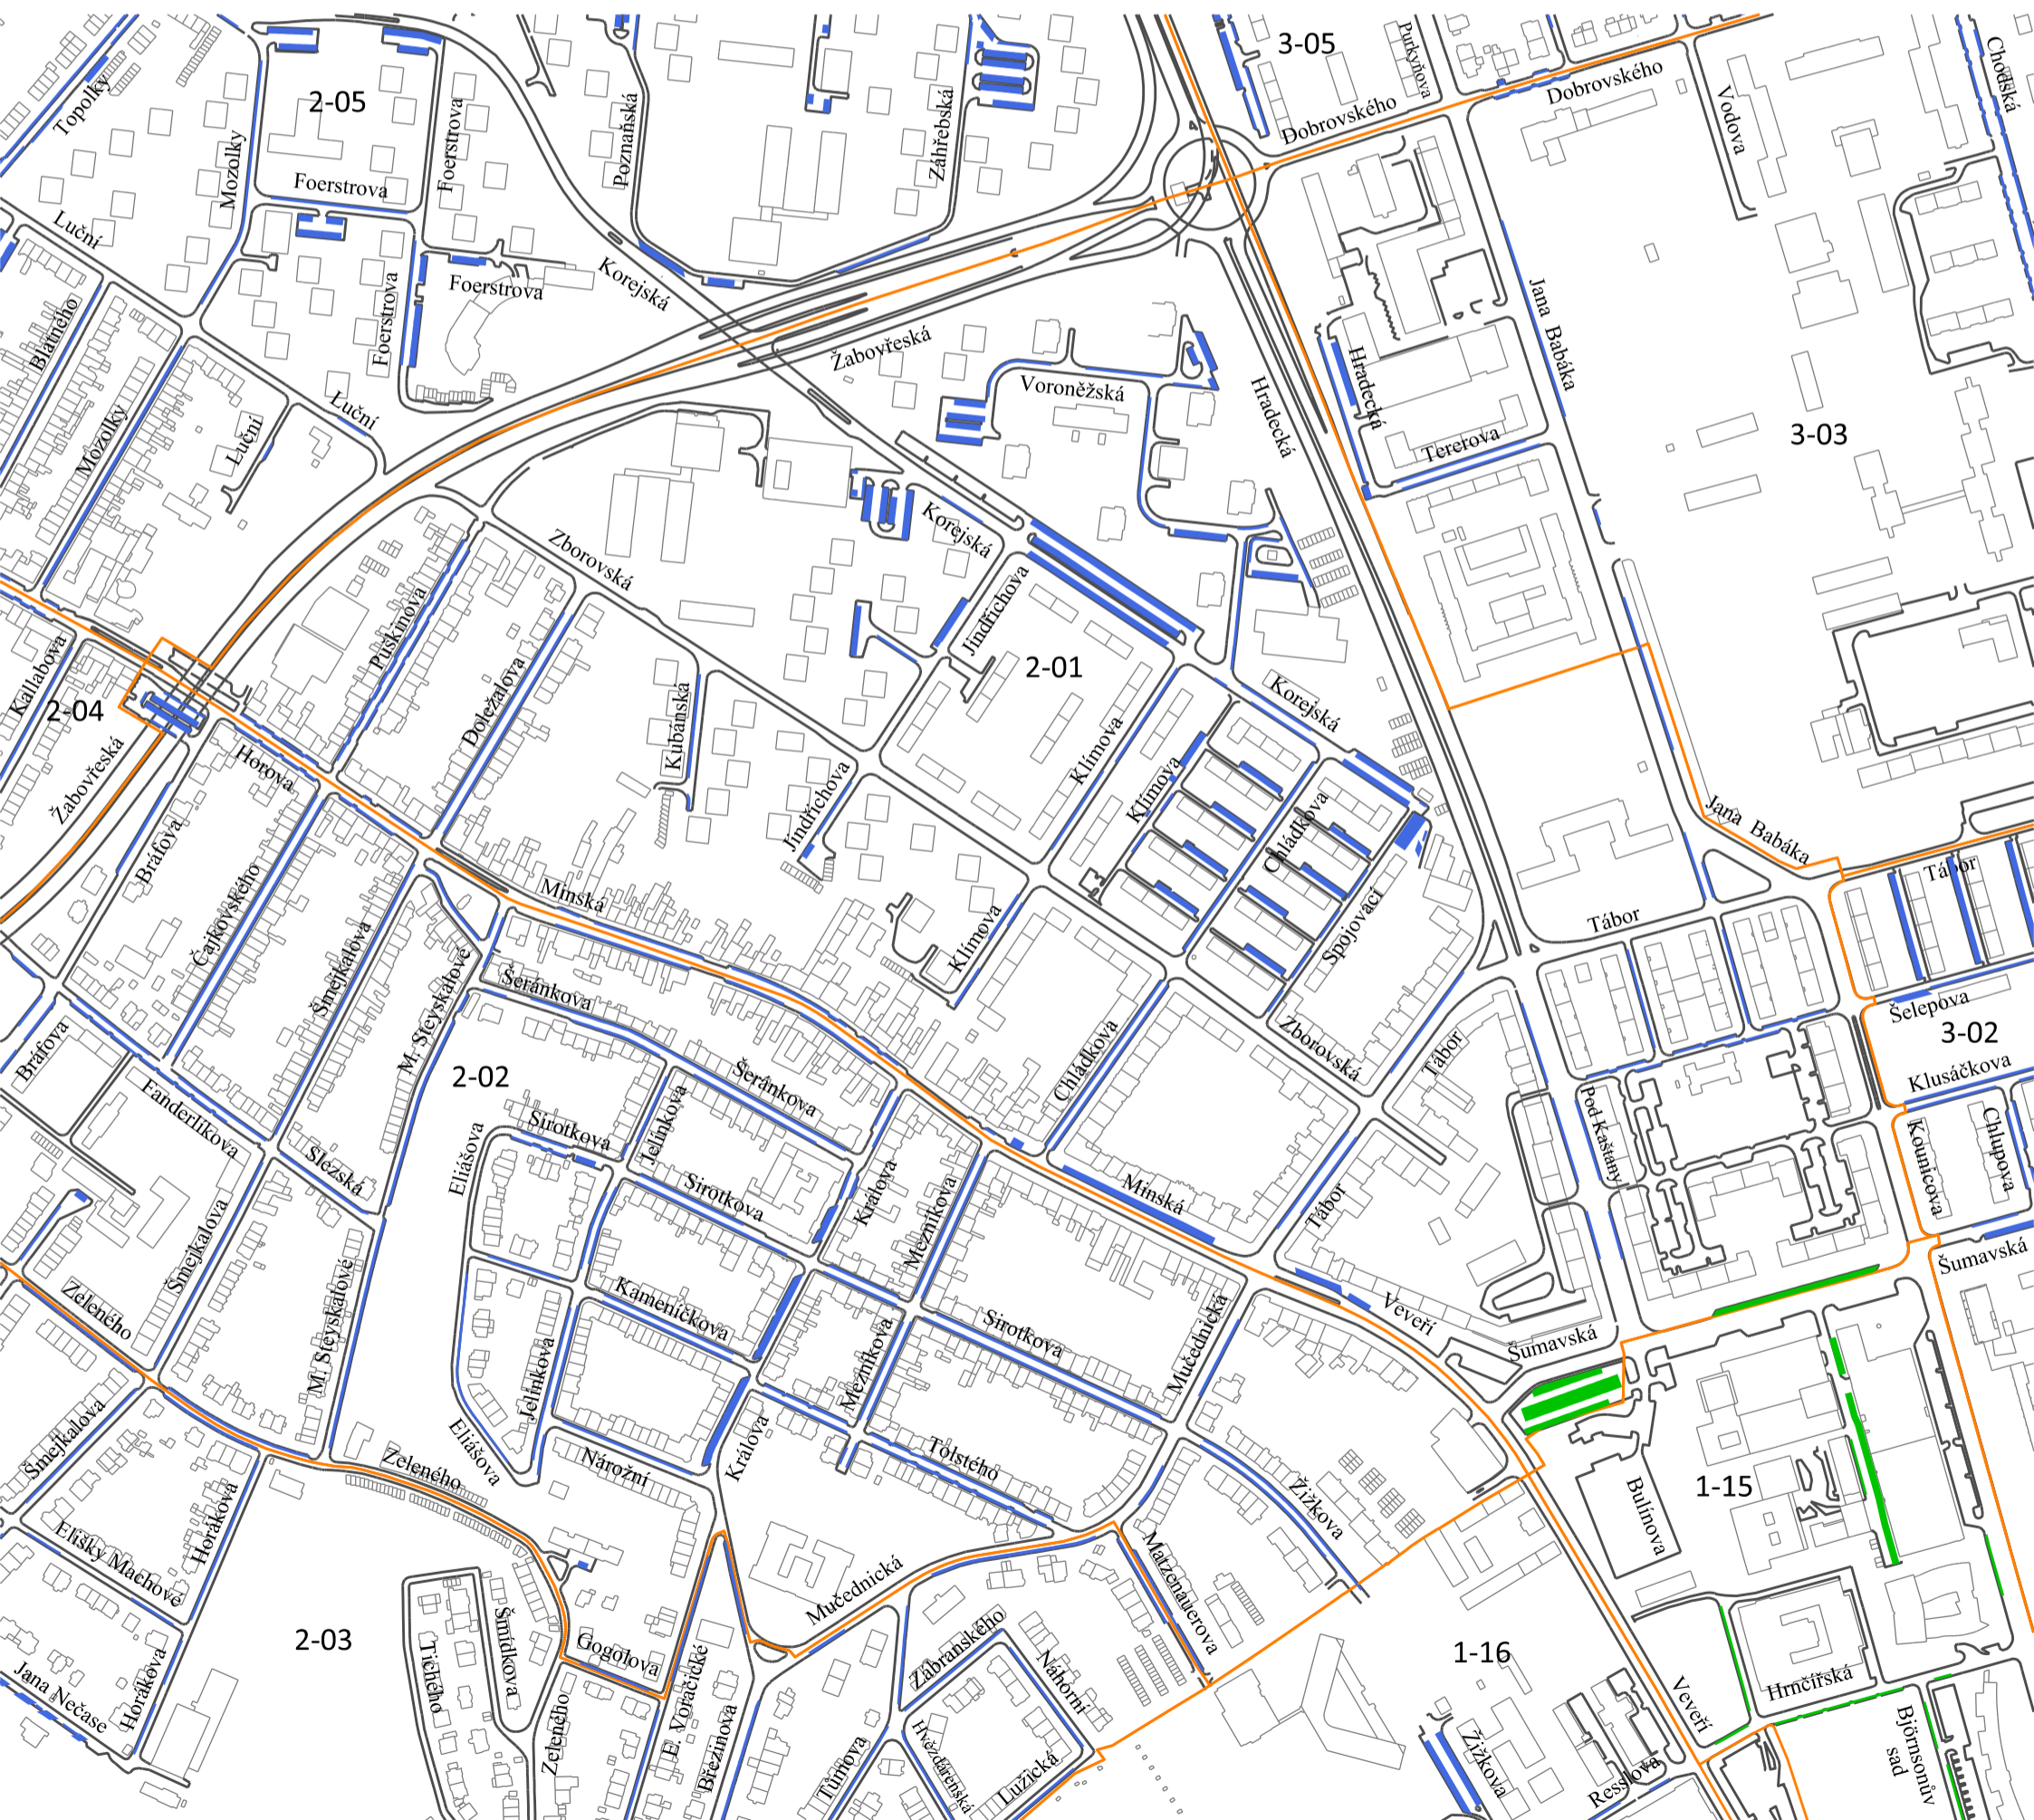 3-05
Purkyňova
Chodská
Topolky
2-05
Foerstrova
Poznaňská
Záhřebská
Dobrovského
Dobrovského
Vodova
Mozolky
Foerstrova
Luční
Korejská
Foerstrova
Foerstrova
Blatného
Žabovřeská
Voroněžská
Hradecká
Hradecká
Jana Babáka
Luční
Luční
Mozolky
Tererova
3-03
Korejská
Zborovská
Puškinova
Jindřichova
Kallabova
2-04
Doležalova
Kubánská
2-01
Korejská
Klímova
Žabovřeská
Horova
Klímova
Chládkova
Jindřichova
Jana Babáka
Bráfova
Minská
Tábor
Čajkovského
Šmejkalova
Klímova
Spojovací
Tábor
M. Steyskalové
Šeránkova
Šelepova
3-02
Bráfova
Zborovská
Tábor
Chládkova
Klusáčkova
2-02
Šeránkova
Fanderlíkova
Sirotkova
Jelínkova
Eliášova
Pod Kaštany
Kounicova
Chlupova
Slezská
Sirotkova
Králova
Mezníkova
Minská
Tábor
Šmejkalova
Šumavská
Zeleného
M. Steyskalové
Kameníčkova
Sirotkova
Mučednická
Veveří
Šumavská
Mezníkova
Jelínkova
Šmejkalova
Eliášova
Zeleného
Nárožní
Králova
Tolstého
Žižkova
Bulínova
1-15
Horákova
Elišky Machové
Mučednická
Matzenauerova
2-03
Tichého
Šmídkova
Gogolova
Zábranského
Náhorní
1-16
Hrnčířská
Jana Nečase
Horákova
Zeleného
E. Voračické
Březinova
Tůmova
Hvězdárenská
Lužická
Žižkova
Resslova
Veveří
Björnsonův
sad